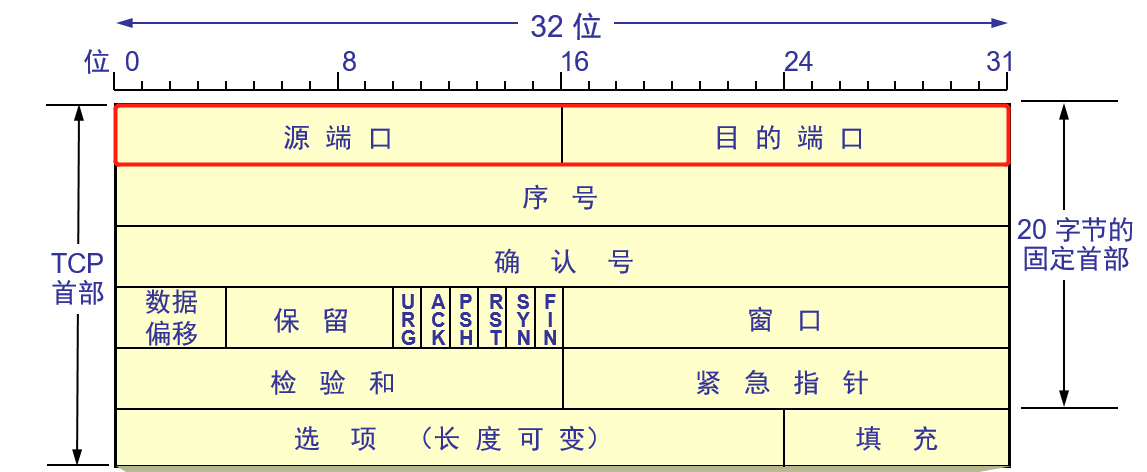 32 位
位 0 8 16 24 31
源 端 口 目 的 端 口
序 号
确 认 号
TCP
首部
20 字节的
固定首部
数据
偏移
保 留
URG
ACK
PSH
RST
SYN
FIN
窗 口
检 验 和 紧 急 指 针
选 项 （长 度 可 变） 填 充